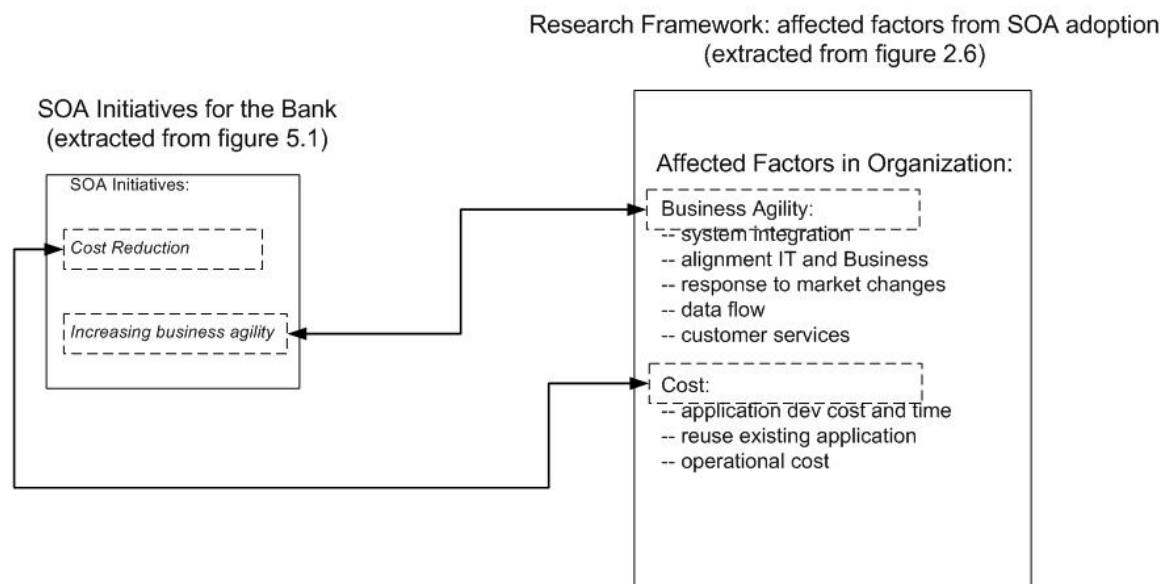 Research Framework: affected factors from SOA adoption
(extracted from figure 2.6)
SOA Initiatives for the Bank
(extracted from figure 5.1)
SOA Initiatives:
Cost Reduction
Increasing business agility
Affected Factors in Organization:
Business Agility:
-- system integration
-- alignment IT and Business
-- response to market changes
-- data flow
-- customer services
Cost:
-- application dev cost and time
-- reuse existing application
-- operational cost